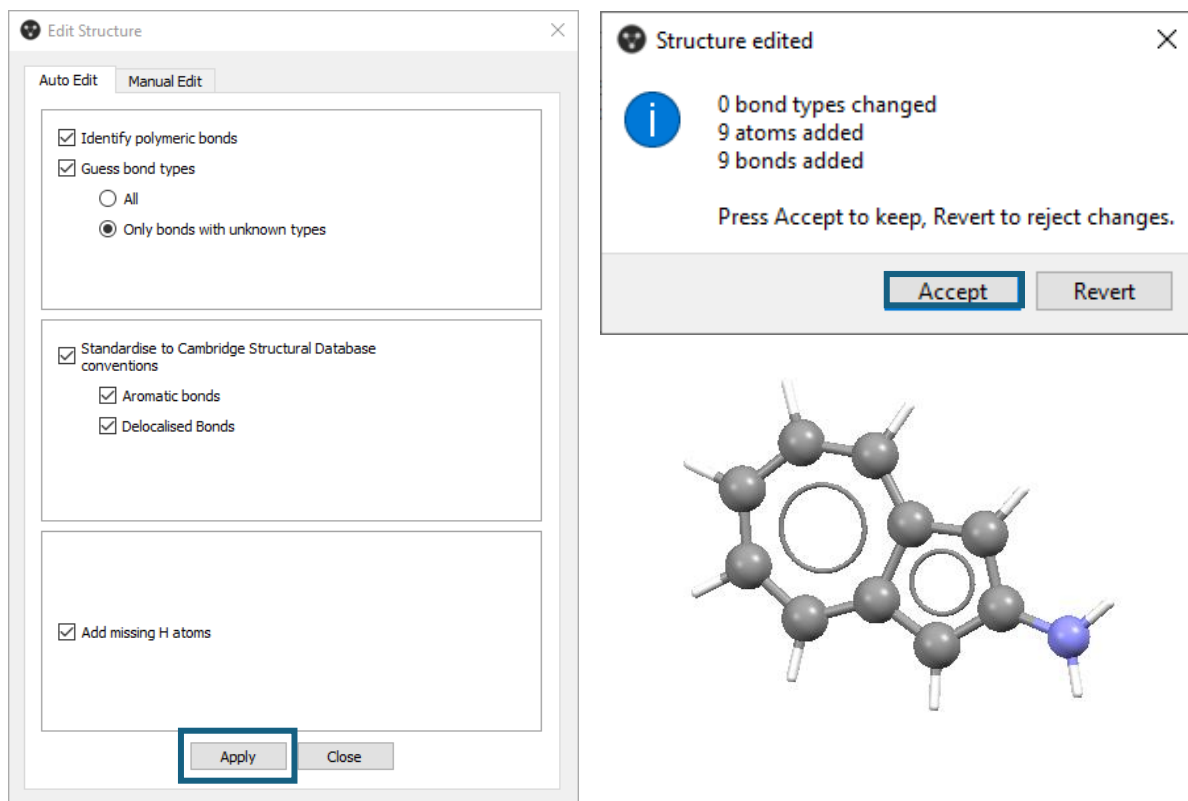 Edit Structure
Auto Edit
Manual Edit
Identify polymeric bonds
Guess bond types
All
Only bonds with unknown types
Standardise to Cambridge Structural Database
conventions
Aromatic bonds
Delocalised Bonds
Add missing H atoms
Apply
Close
Structure edited
0 bond types changed
9 atoms added
9 bonds added
Press Accept to keep, Revert to reject changes.
Accept
Revert